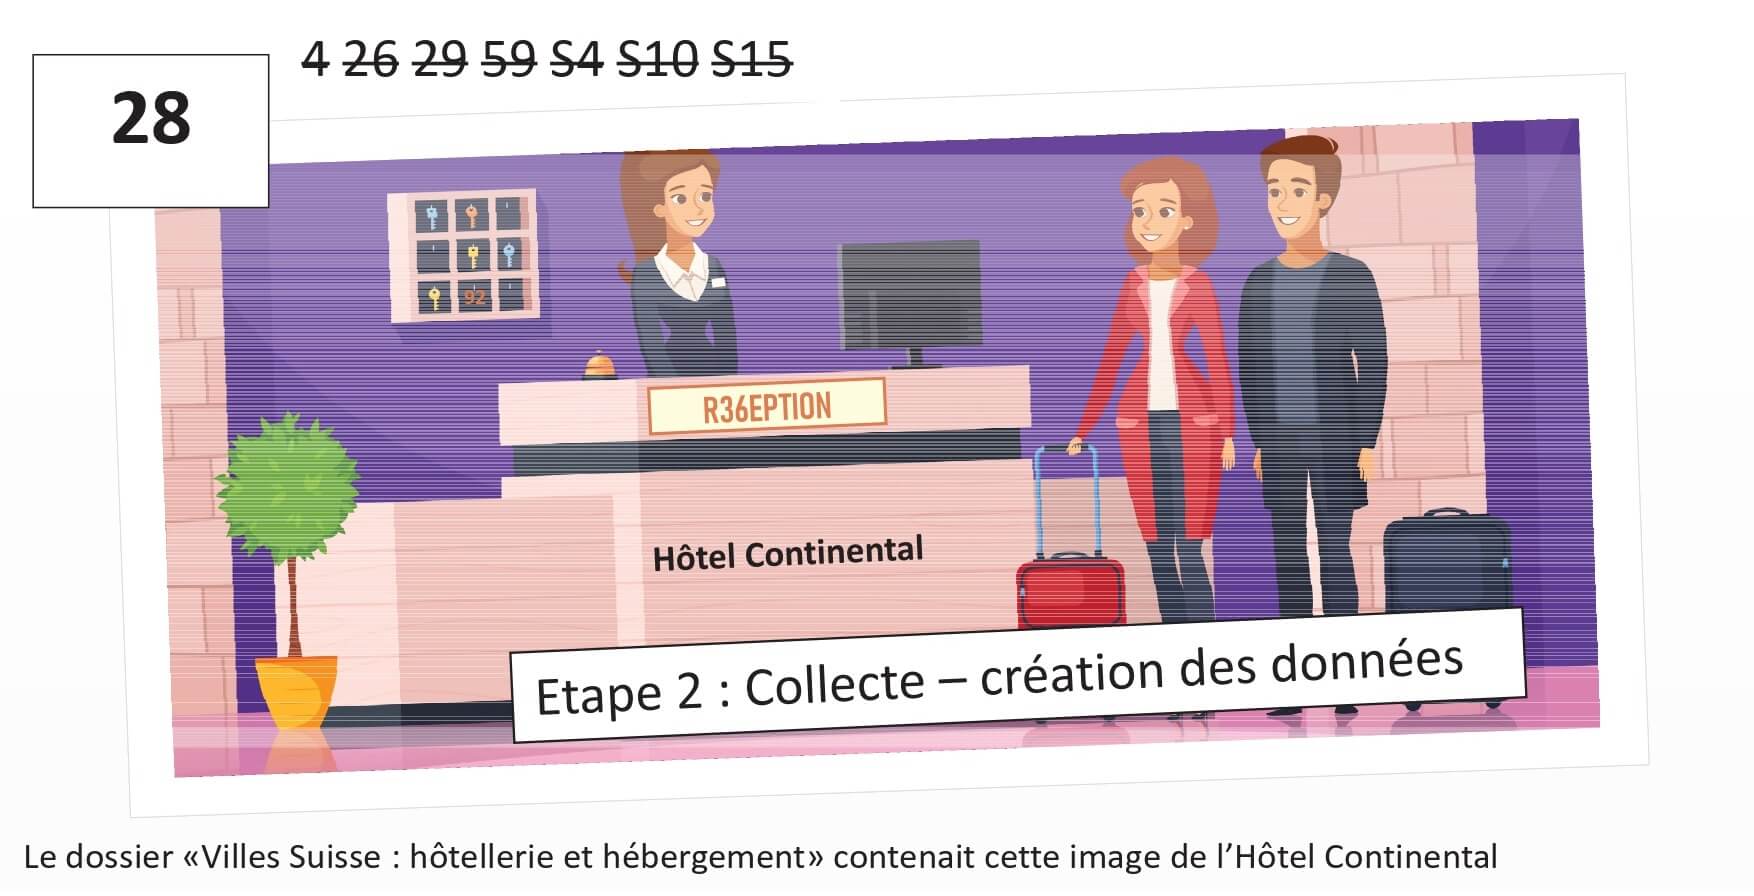 4 26 29 59 S4 S10 S15
28
92
R36EPTION
Hôtel Continental
Etape 2 : Collecte – création des données
Le dossier «Villes Suisse : hôtellerie et hébergement» contenait cette image de l’Hôtel Continental